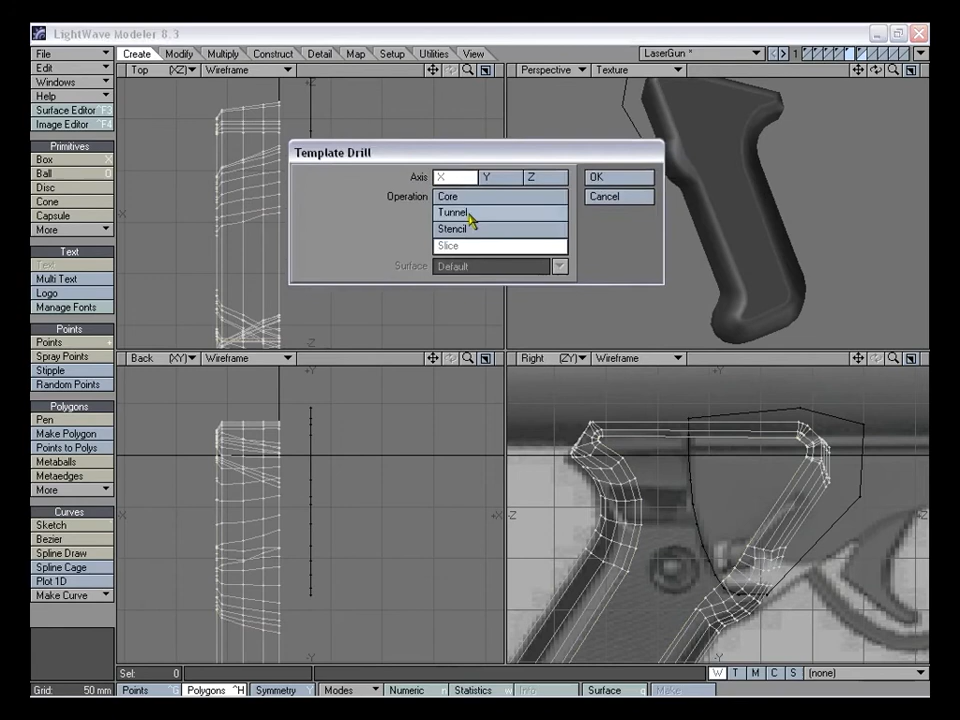 LightWave Modeler 8.3
File
Edit
Windows
Help
Surface Editor F3
Image Editor ^F4
Primitives
Box X
Ball O
Disc
Cone
Capsule
More
Text
Text
Multi Text
Logo
Manage Fonts
Points
Points +
Spray Points
Stipple
Random Points
Polygons
Pen
Make Polygon
Points to Polys
Metaballs
Metaedges
More
Curves
Sketch
Bezier
Spline Draw
Spline Cage
Plot 1D
Make Curve
Create Modify Multiply Construct Detail Map Setup Utilities View
LaserGun * 1
Top (XZ) Wireframe
Perspective Texture
Template Drill
Axis X Y Z
Operation Core
Tunnel
Stencil
Slice
Surface Default
OK
Cancel
Back (XY) Wireframe
Right (ZY) Wireframe
+Y
-X
+X
-Y
+Y
-Z
+Z
-Y
Sel: 0
W T M C S (none)
Grid: 50 mm
Points ^G Polygons ^H Symmetry Y Modes Numeric n Statistics w Info Surface q Make